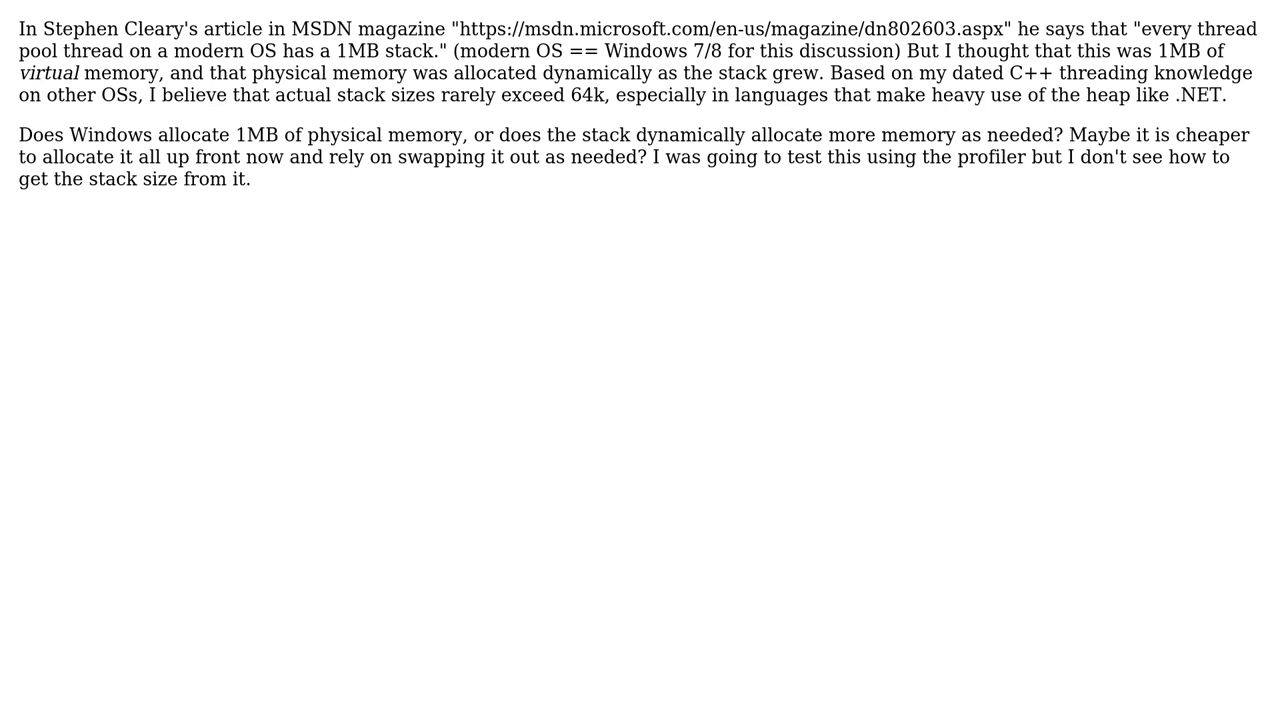 In Stephen Cleary's article in MSDN magazine "https://msdn.microsoft.com/en-us/magazine/dn802603.aspx" he says that "every thread
pool thread on a modern OS has a 1MB stack." (modern OS == Windows 7/8 for this discussion) But I thought that this was 1MB of
virtual memory, and that physical memory was allocated dynamically as the stack grew. Based on my dated C++ threading knowledge
on other OSs, I believe that actual stack sizes rarely exceed 64k, especially in languages that make heavy use of the heap like .NET.
Does Windows allocate 1MB of physical memory, or does the stack dynamically allocate more memory as needed? Maybe it is cheaper
to allocate it all up front now and rely on swapping it out as needed? I was going to test this using the profiler but I don't see how to
get the stack size from it.